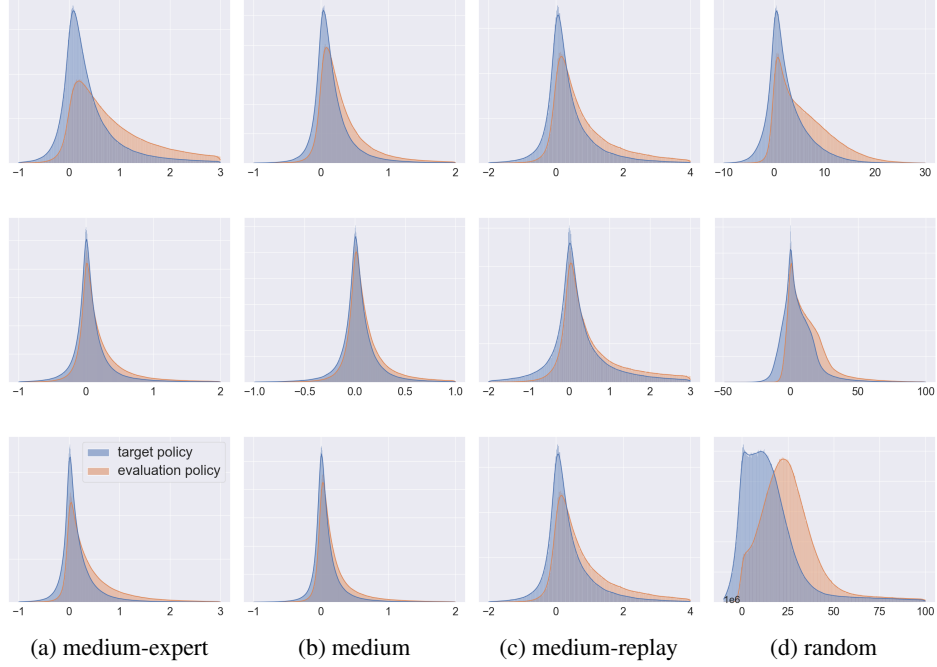 −1 0 1 2 3
−1 0 1 2
−2 0 2 4
−10 0 10 20 30
−1 0 1 2
−1.0 −0.5 0.0 0.5 1.0
−2 −1 0 1 2 3
−50 0 50 100
target policy
evaluation policy
1e6
−1 0 1 2 3
−1 0 1 2
−2 0 2 4
0 25 50 75 100
(a) medium-expert
(b) medium
(c) medium-replay
(d) random